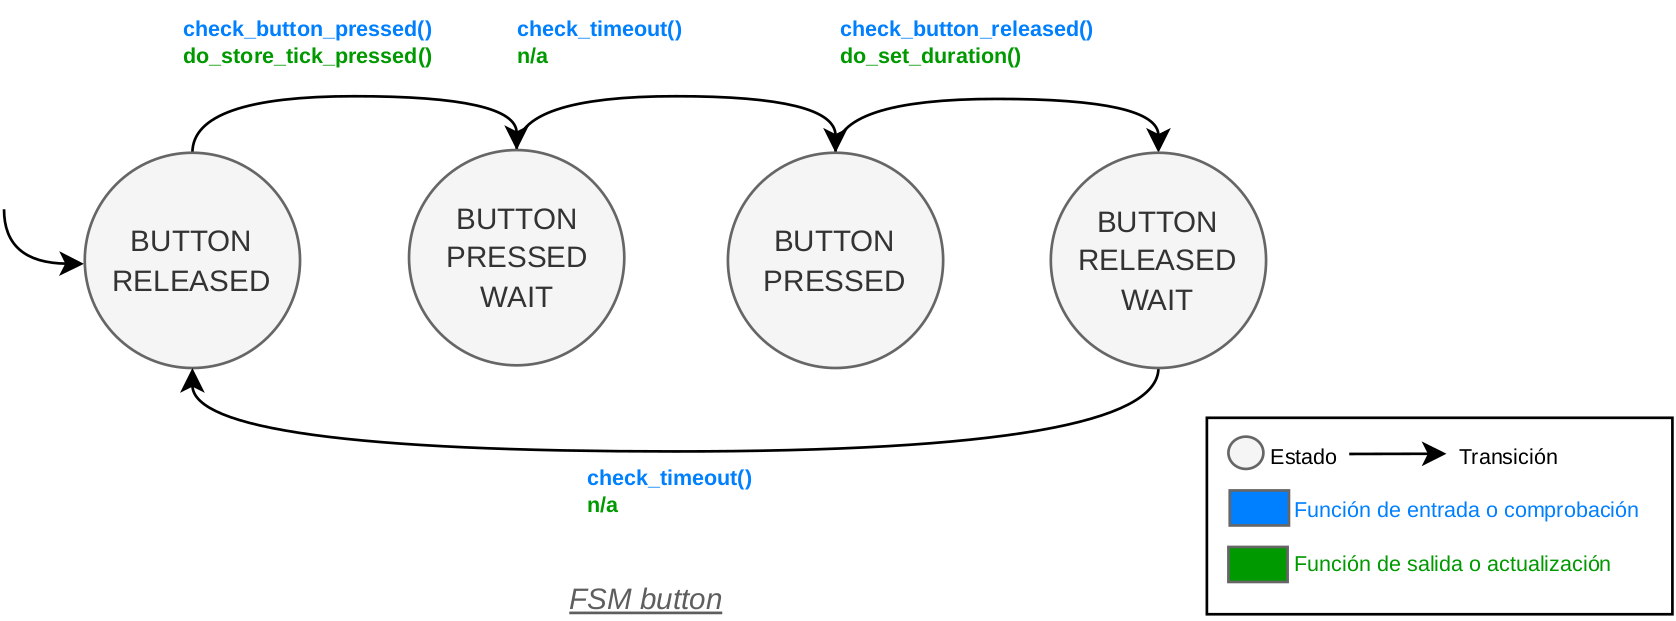 check_button_pressed()
do_store_tick_pressed()
check_timeout()
n/a
check_button_released()
do_set_duration()
BUTTON
RELEASED
BUTTON
PRESSED
WAIT
BUTTON
PRESSED
BUTTON
RELEASED
WAIT
check_timeout()
n/a
FSM button
Estado
Transición
Función de entrada o comprobación
Función de salida o actualización